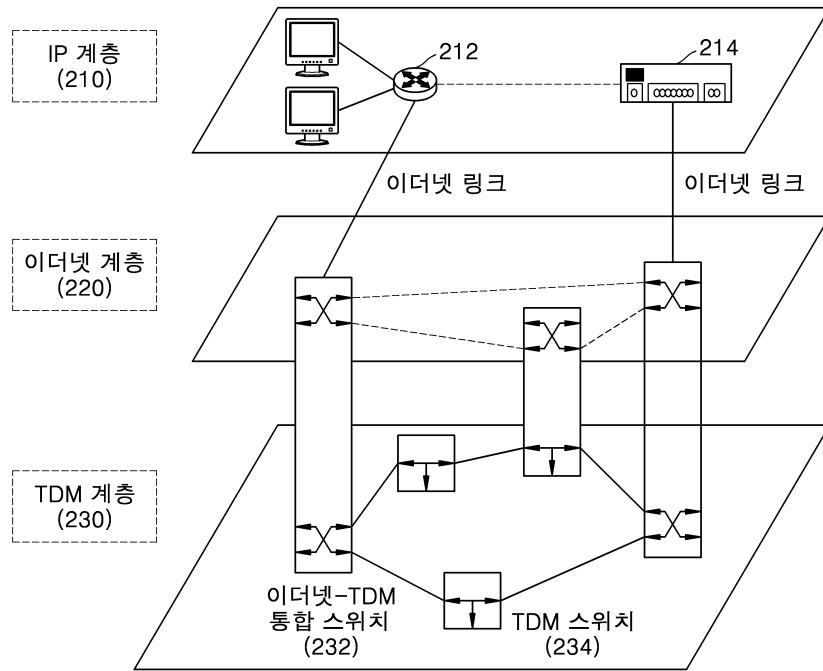 IP 계층
(210)
212
214
이더넷 링크
이더넷 링크
이더넷 계층
(220)
TDM 계층
(230)
이더넷-TDM
통합 스위치
(232)
TDM 스위치
(234)